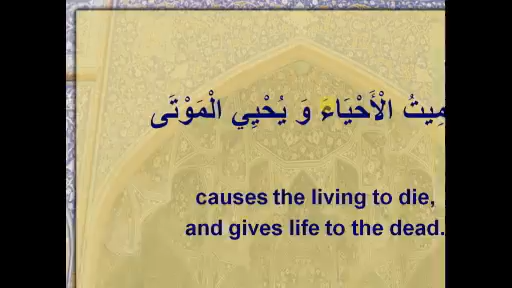 مِيتُ الْأَحْيَاءَ وَ يُحْيِي الْمَوْتَى
causes the living to die,
and gives life to the dead.